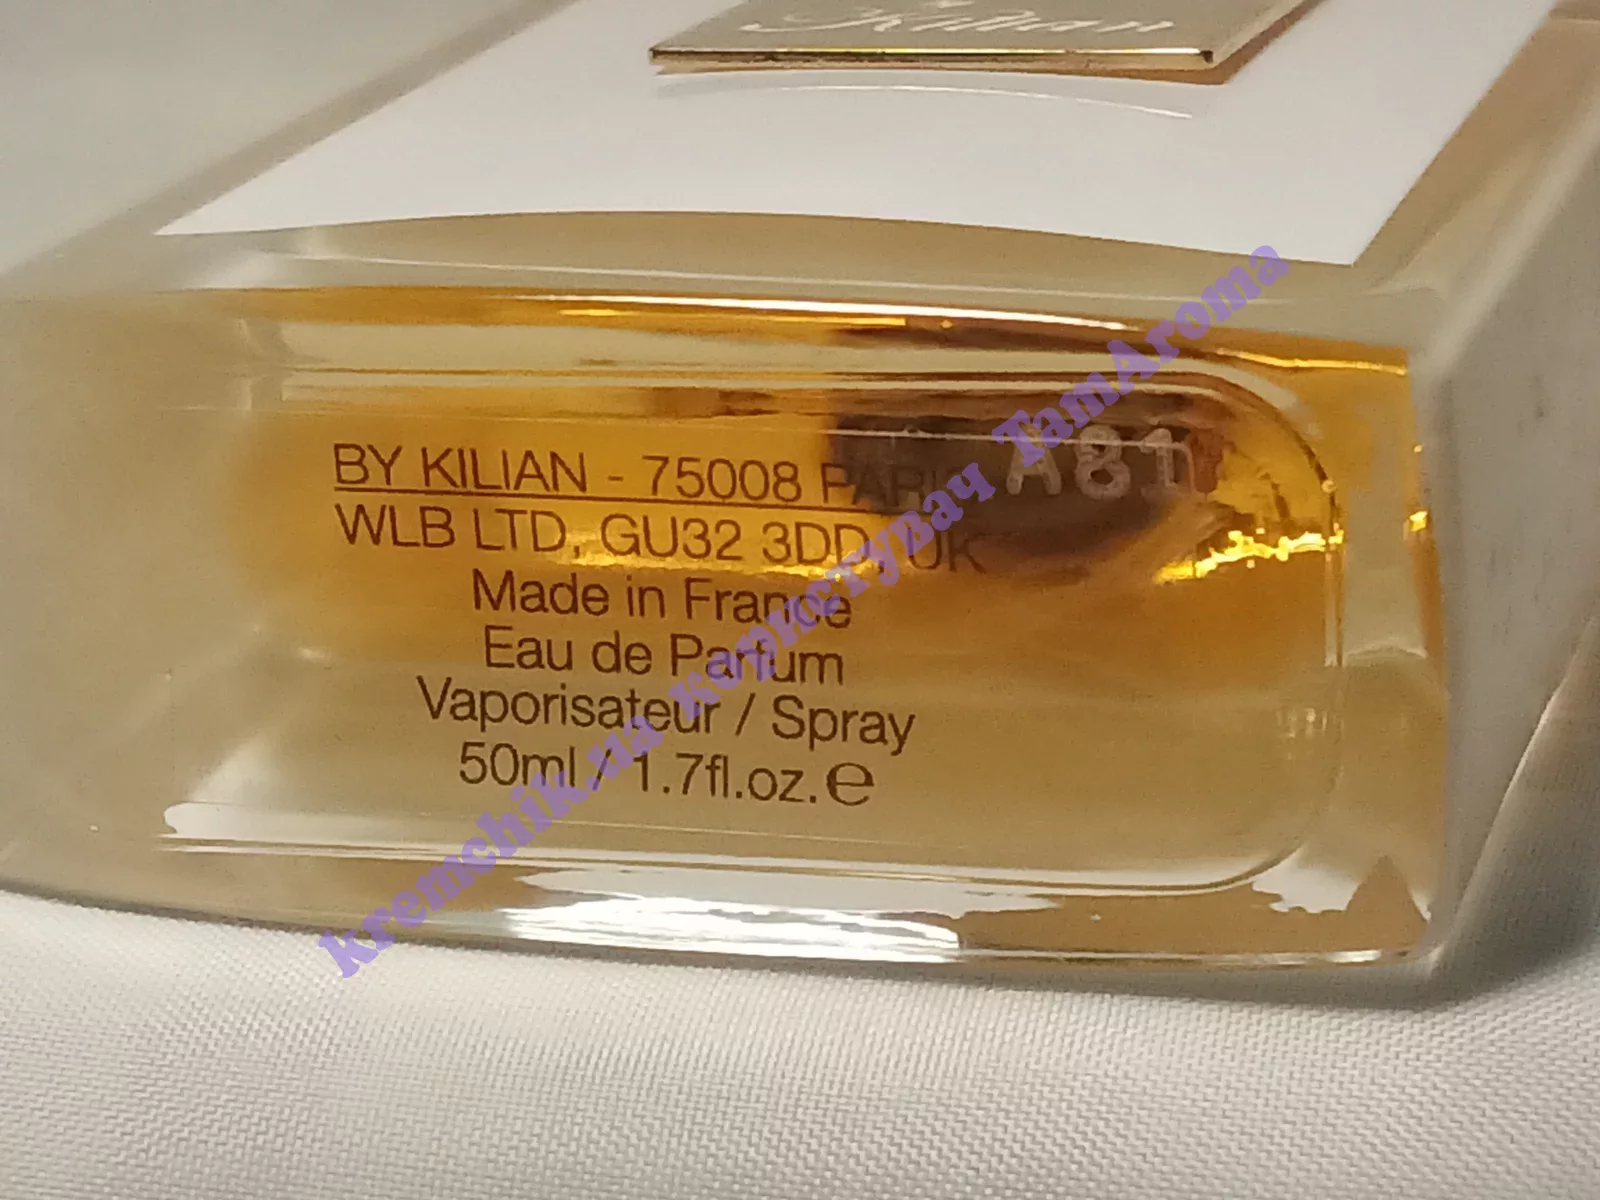 Kilian
BY KILIAN - 75008 PARIS
WLB LTD, GU32 3DD, UK
Made in France
Eau de Parfum
Vaporisateur / Spray
50ml / 1.7fl.oz. ℮
A81
kremchik.ua користувач TamAroma